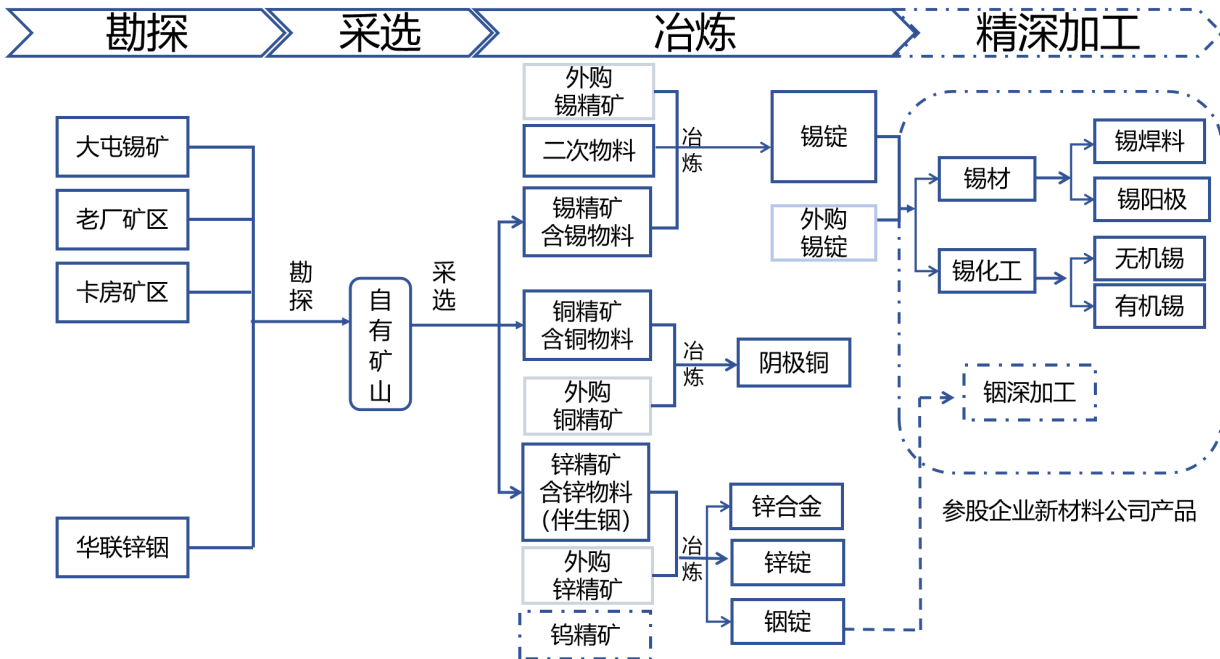 勘探
采选
冶炼
精深加工
大屯锡矿
老厂矿区
卡房矿区
华联锌铟
勘
探
自
有
矿
山
采
选
外购
锡精矿
二次物料
锡精矿
含锡物料
冶
炼
锡锭
外购
锡锭
锡材
锡焊料
锡阳极
锡化工
无机锡
有机锡
铜精矿
含铜物料
外购
铜精矿
冶
炼
阴极铜
铟深加工
锌精矿
含锌物料
（伴生铟）
外购
锌精矿
冶
炼
锌合金
锌锭
铟锭
钨精矿
参股企业新材料公司产品